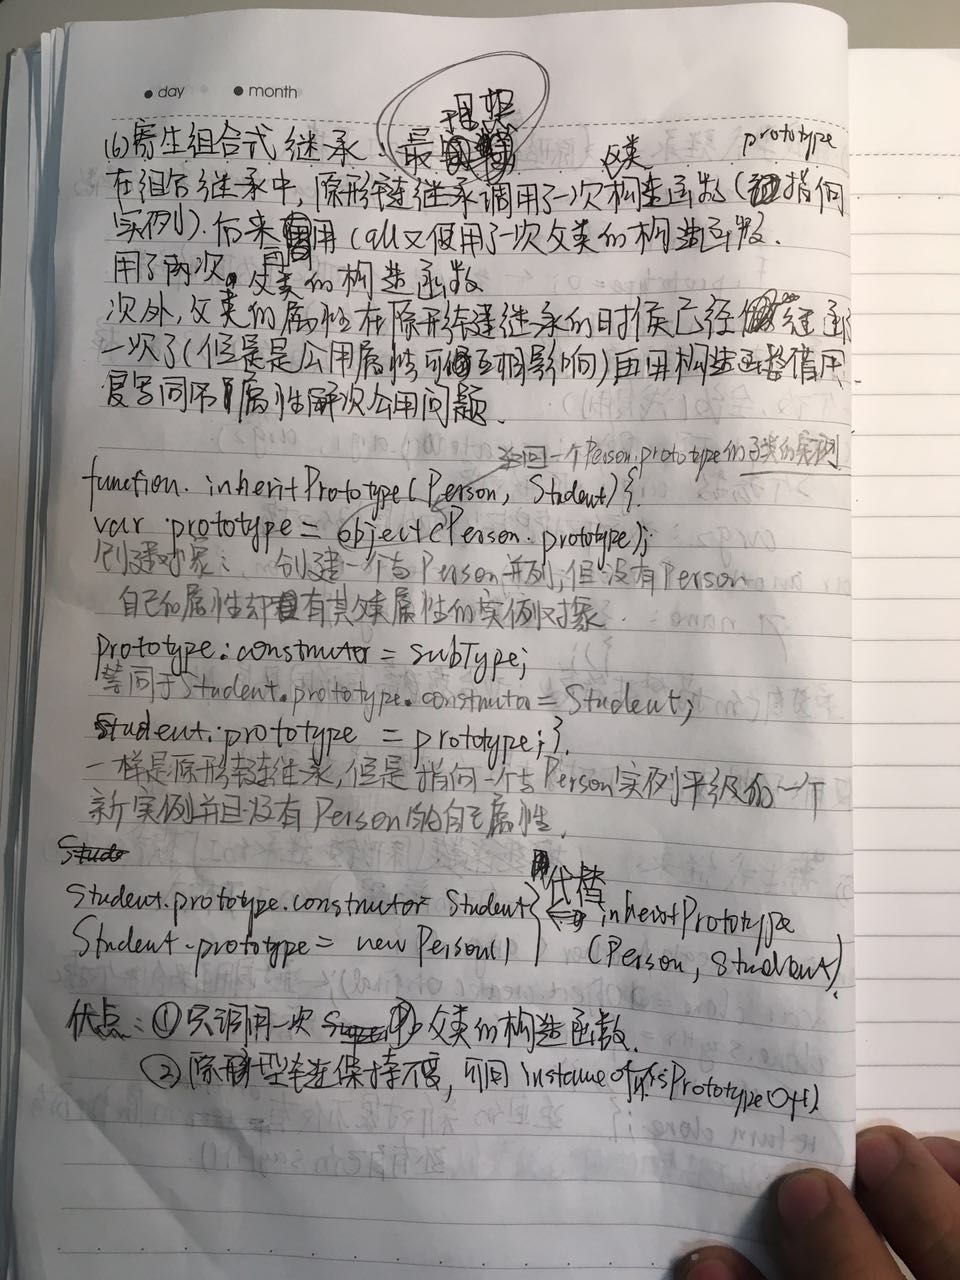 day month
(6)寄生组合式继承. 最理想
父类 prototype
在组合继承中,原形链继承调用了一次构造函数(指向
实例).后来用call又使用了一次父类的构造函数.
用了两次。父类的构造函数
次外,父类的属性在原形练逹继承的时候已经
一次了(但是是公用属性可互相影响)再用构造函数借用
复写同名属性解决公用问题.
返回一个Person.prototype的子类的实例
function. inheritPrototype(Person, Student){
var prototype = object(Person.prototype);
创建对象:, 创建一个与Person并列,但没有Person
自己的属性却有其父类属性的实例对象.
prototype.constructor = subType;
等同于Student.prototype.constructor = Student;
Student.prototype = prototype;}.
一样是原形链继承,但是指向一个与Person实例平级的一个
新实例并且没有Person的自己属性.
Stude
Student.prototype.constructor Student } 代替
Student.prototype = new Person() inheritPrototype
(Person, Student)
优点:①只调用一次父类的构造函数.
②原型链保持不变,可用instanceof和isPrototypeOf()